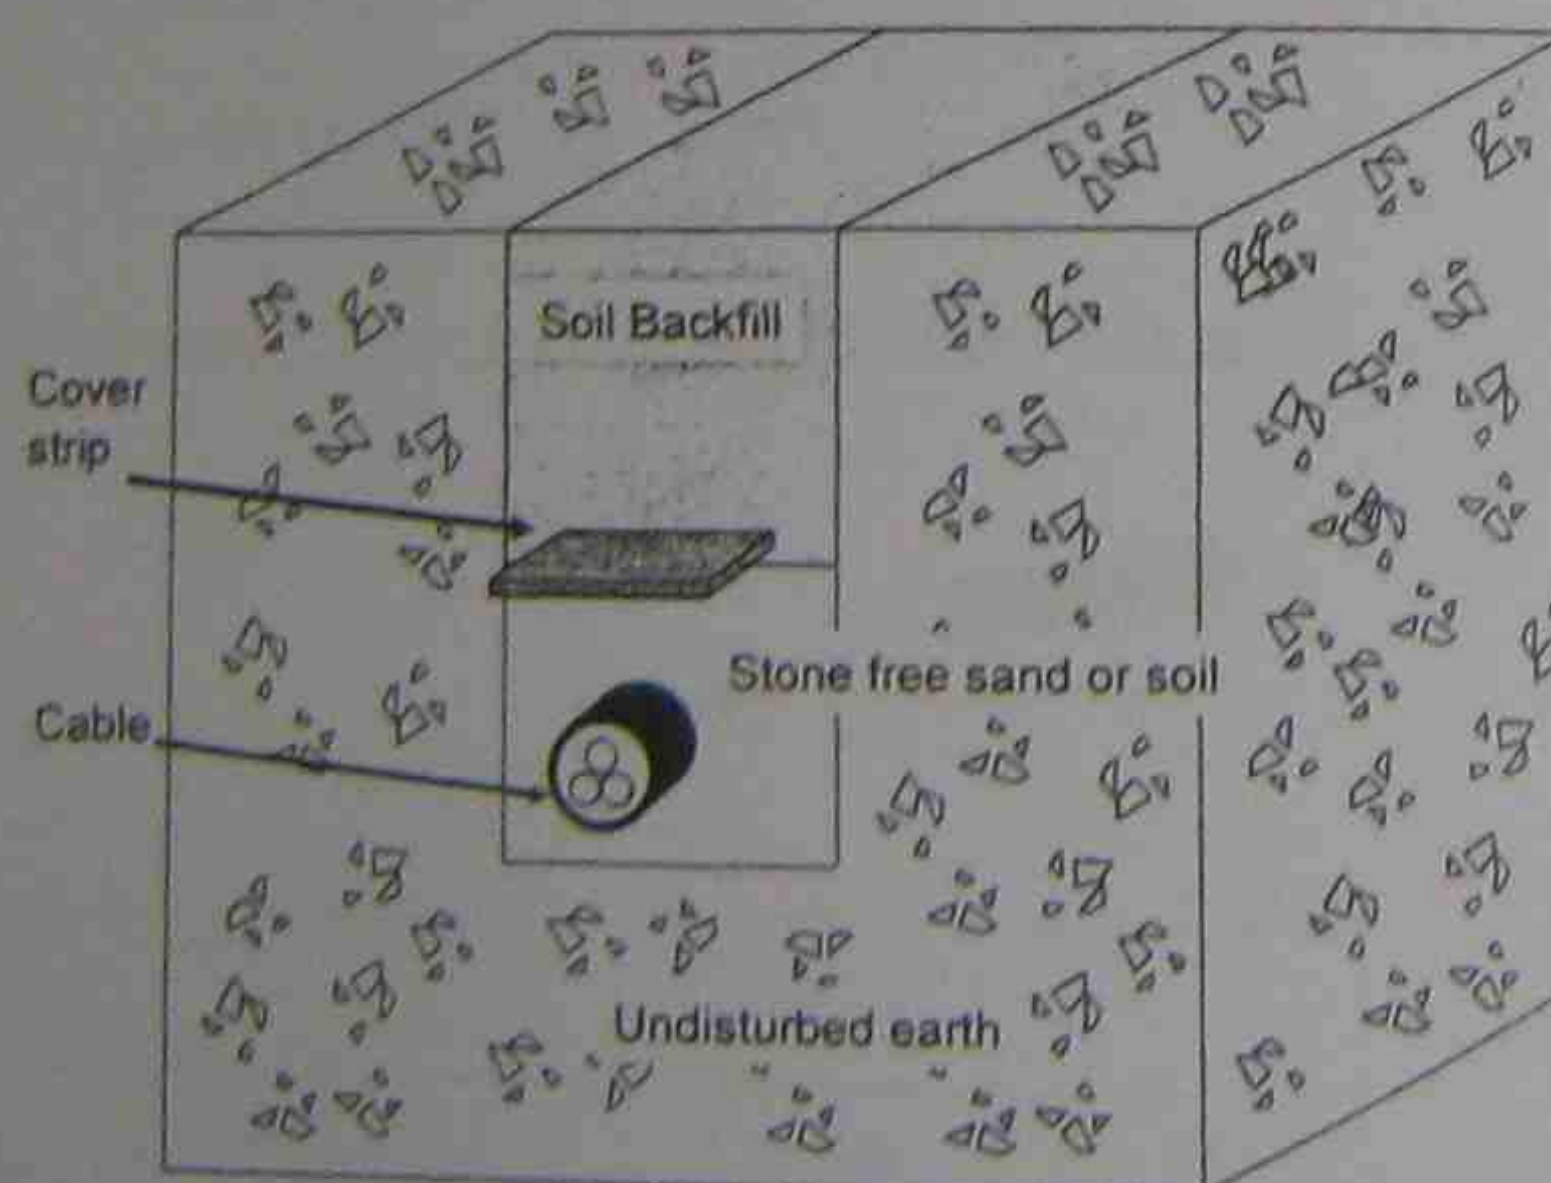 Soil Backfill
Cover
strip
Stone free sand or soil
Cable
Undisturbed earth